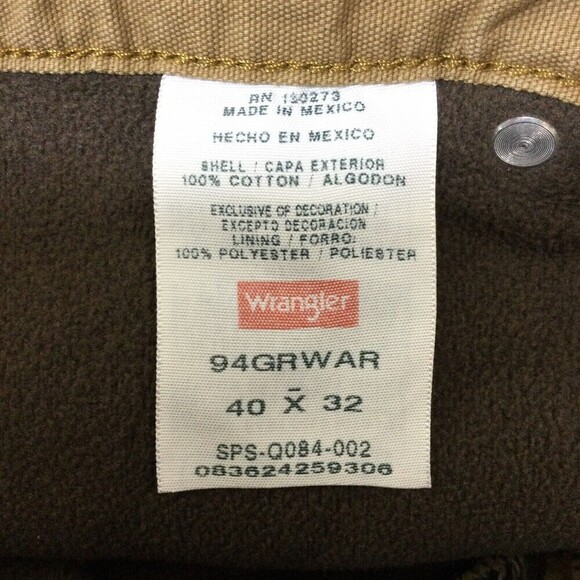 RN 130273
MADE IN MEXICO
HECHO EN MEXICO
SHELL / CAPA EXTERIOR
100% COTTON / ALGODON
EXCLUSIVE OF DECORATION /
EXCEPTO DECORACION
LINING / FORRO:
100% POLYESTER / POLIESTER
Wrangler
94GRWAR
40 X 32
SPS-Q084-002
083624259306